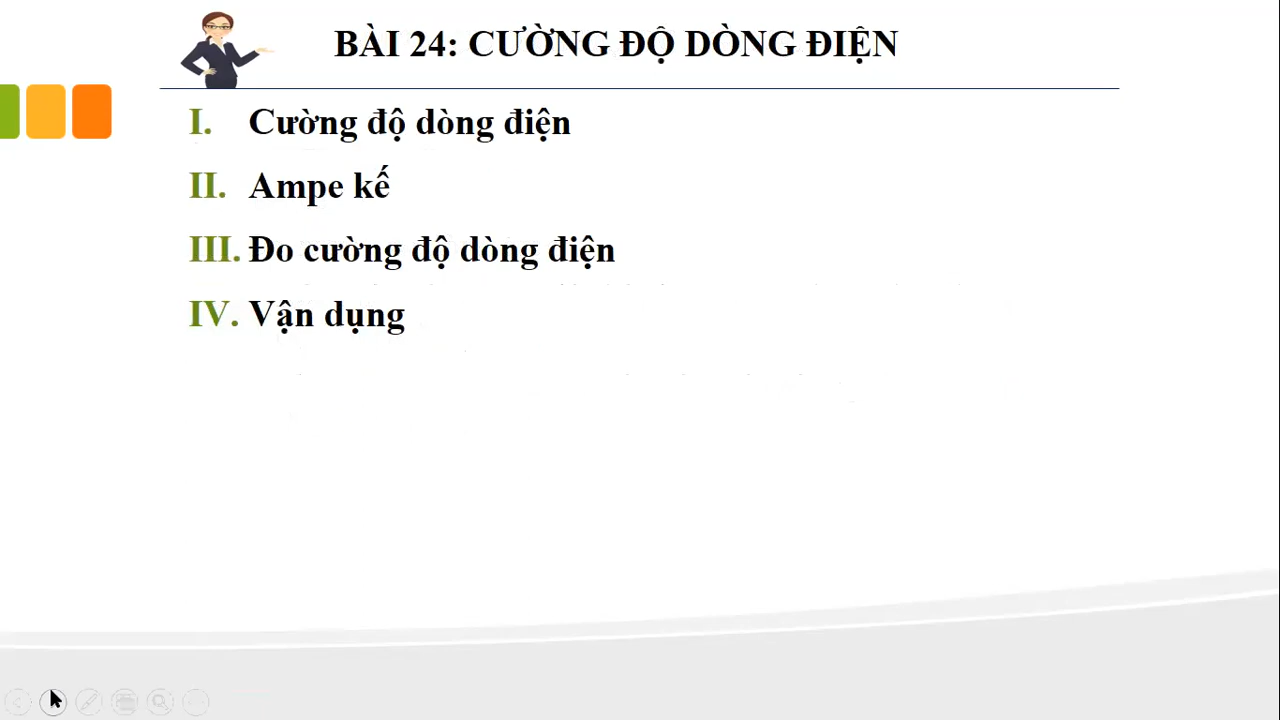 BÀI 24: CƯỜNG ĐỘ DÒNG ĐIỆN
I. Cường độ dòng điện
II. Ampe kế
III. Đo cường độ dòng điện
IV. Vận dụng